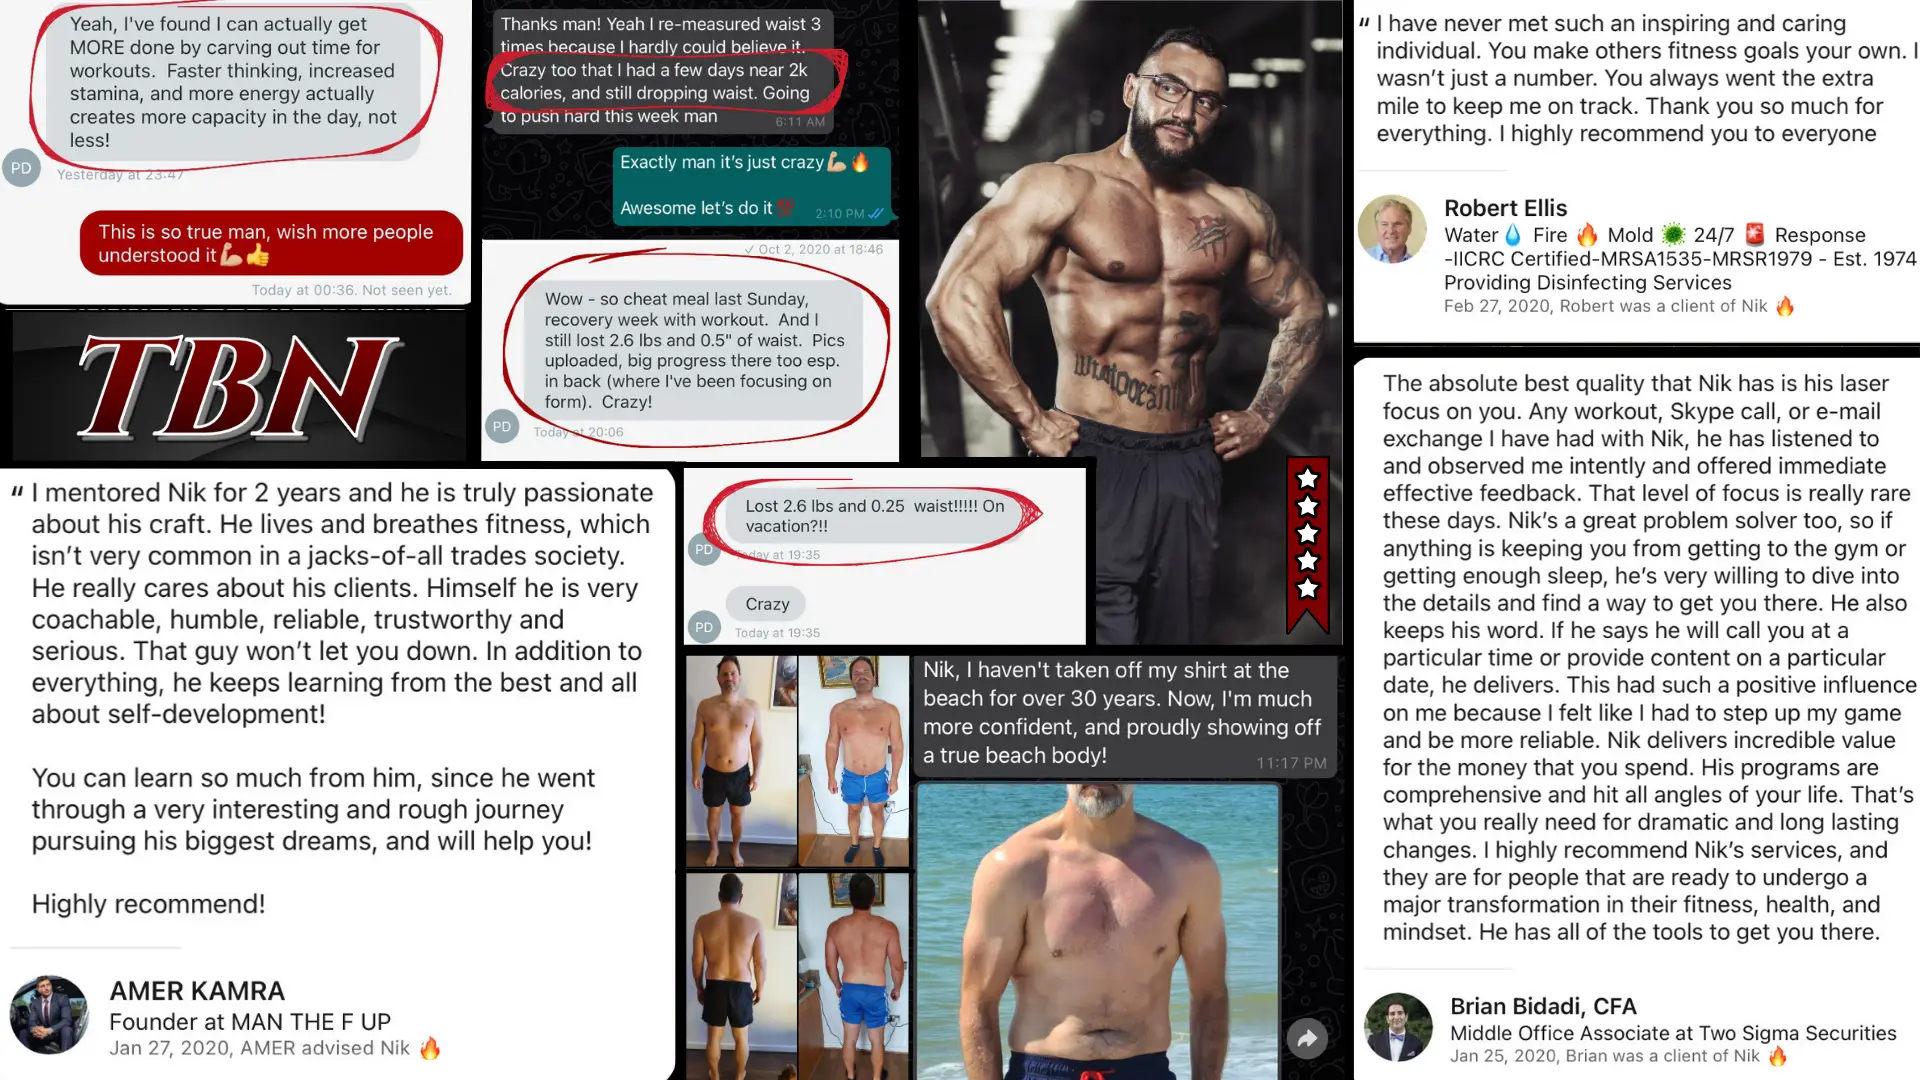 Yeah, I've found I can actually get
MORE done by carving out time for
workouts. Faster thinking, increased
stamina, and more energy actually
creates more capacity in the day, not
less!
PD
Yesterday at 23:47
This is so true man, wish more people
understood it💪🏼👍
Today at 00:36. Not seen yet.
TBN
Thanks man! Yeah I re-measured waist 3
times because I hardly could believe it.
Crazy too that I had a few days near 2k
calories, and still dropping waist. Going
to push hard this week man
6:11 AM
Exactly man it's just crazy💪🏼🔥
Awesome let's do it💯
2:10 PM
✓ Oct 2, 2020 at 18:46
Wow - so cheat meal last Sunday,
recovery week with workout. And I
still lost 2.6 lbs and 0.5" of waist. Pics
uploaded, big progress there too esp.
in back (where I've been focusing on
form). Crazy!
PD
Today at 20:06
“ I have never met such an inspiring and caring
individual. You make others fitness goals your own. I
wasn't just a number. You always went the extra
mile to keep me on track. Thank you so much for
everything. I highly recommend you to everyone
Robert Ellis
Water💧 Fire 🔥 Mold 🦠 24/7 🚨 Response
-IICRC Certified-MRSA1535-MRSR1979 - Est. 1974
Providing Disinfecting Services
Feb 27, 2020, Robert was a client of Nik 🔥
“ I mentored Nik for 2 years and he is truly passionate
about his craft. He lives and breathes fitness, which
isn't very common in a jacks-of-all trades society.
He really cares about his clients. Himself he is very
coachable, humble, reliable, trustworthy and
serious. That guy won't let you down. In addition to
everything, he keeps learning from the best and all
about self-development!
You can learn so much from him, since he went
through a very interesting and rough journey
pursuing his biggest dreams, and will help you!
Highly recommend!
AMER KAMRA
Founder at MAN THE F UP
Jan 27, 2020, AMER advised Nik 🔥
Lost 2.6 lbs and 0.25 waist!!!!! On
vacation?!!
PD
Today at 19:35
Crazy
PD
Today at 19:35
Nik, I haven't taken off my shirt at the
beach for over 30 years. Now, I'm much
more confident, and proudly showing off
a true beach body!
11:17 PM
The absolute best quality that Nik has is his laser
focus on you. Any workout, Skype call, or e-mail
exchange I have had with Nik, he has listened to
and observed me intently and offered immediate
effective feedback. That level of focus is really rare
these days. Nik's a great problem solver too, so if
anything is keeping you from getting to the gym or
getting enough sleep, he's very willing to dive into
the details and find a way to get you there. He also
keeps his word. If he says he will call you at a
particular time or provide content on a particular
date, he delivers. This had such a positive influence
on me because I felt like I had to step up my game
and be more reliable. Nik delivers incredible value
for the money that you spend. His programs are
comprehensive and hit all angles of your life. That's
what you really need for dramatic and long lasting
changes. I highly recommend Nik's services, and
they are for people that are ready to undergo a
major transformation in their fitness, health, and
mindset. He has all of the tools to get you there.
Brian Bidadi, CFA
Middle Office Associate at Two Sigma Securities
Jan 25, 2020, Brian was a client of Nik 🔥